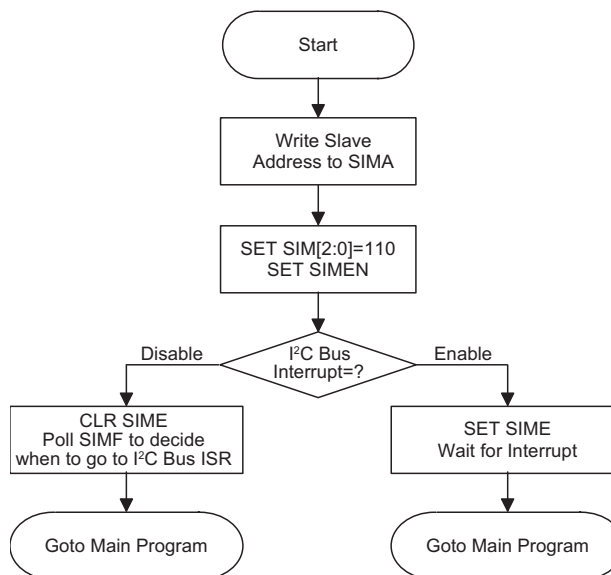 Start
Write Slave
Address to SIMA
SET SIM[2:0]=110
SET SIMEN
Disable
I²C Bus
Interrupt=?
Enable
CLR SIME
Poll SIMF to decide
when to go to I²C Bus ISR
SET SIME
Wait for Interrupt
Goto Main Program
Goto Main Program